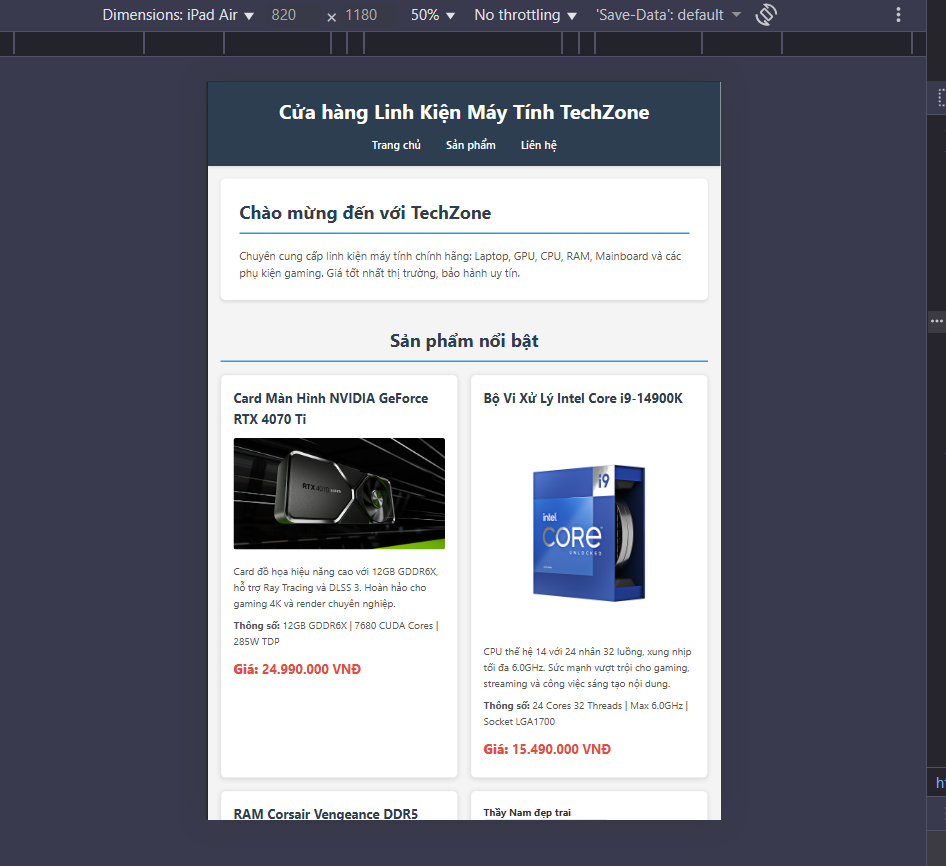 Dimensions: iPad Air ▼ 820 × 1180 50% ▼ No throttling ▼ 'Save-Data': default ▼
Cửa hàng Linh Kiện Máy Tính TechZone
Trang chủ Sản phẩm Liên hệ
Chào mừng đến với TechZone
Chuyên cung cấp linh kiện máy tính chính hãng: Laptop, GPU, CPU, RAM, Mainboard và các
phụ kiện gaming. Giá tốt nhất thị trường, bảo hành uy tín.
Sản phẩm nổi bật
Card Màn Hình NVIDIA GeForce
RTX 4070 Ti
RTX 4070
Card đồ họa hiệu năng cao với 12GB GDDR6X,
hỗ trợ Ray Tracing và DLSS 3. Hoàn hảo cho
gaming 4K và render chuyên nghiệp.
Thông số: 12GB GDDR6X | 7680 CUDA Cores |
285W TDP
Giá: 24.990.000 VNĐ
Bộ Vi Xử Lý Intel Core i9-14900K
i9
intel
CORE
UNLOCKED
CPU thế hệ 14 với 24 nhân 32 luồng, xung nhịp
tối đa 6.0GHz. Sức mạnh vượt trội cho gaming,
streaming và công việc sáng tạo nội dung.
Thông số: 24 Cores 32 Threads | Max 6.0GHz |
Socket LGA1700
Giá: 15.490.000 VNĐ
RAM Corsair Vengeance DDR5
Thầy Nam đẹp trai